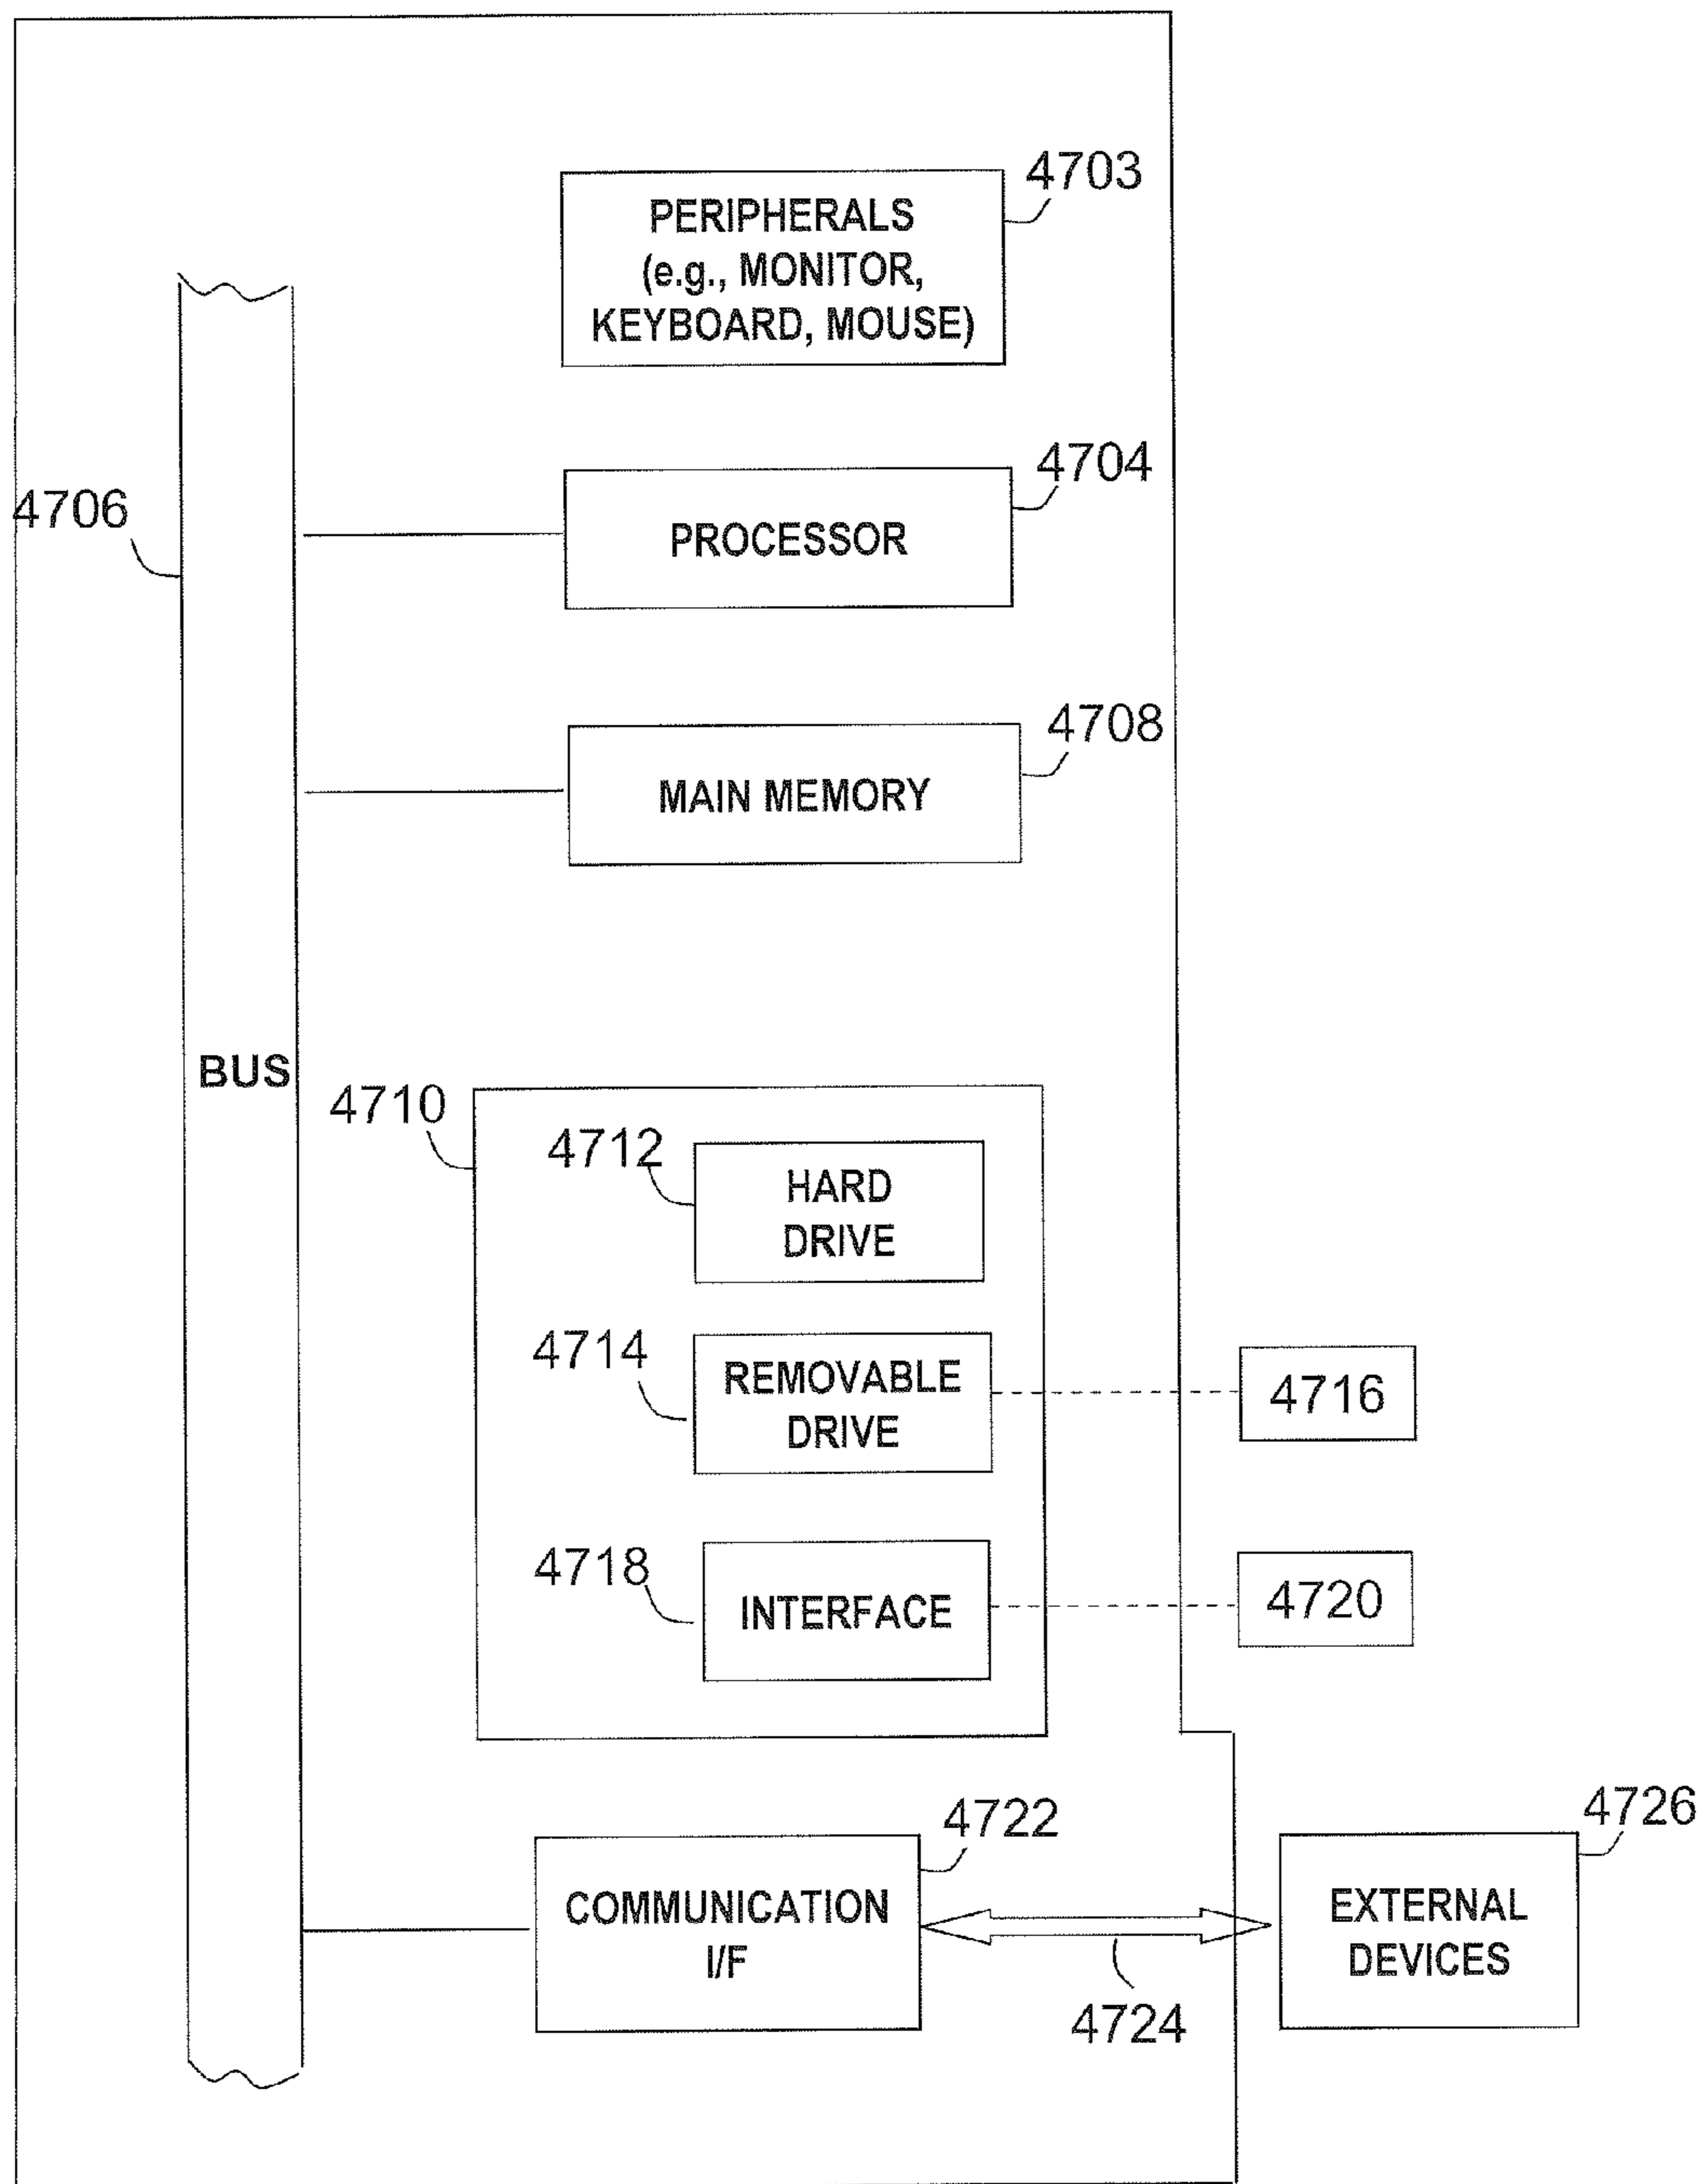 4703
PERIPHERALS
(e.g., MONITOR,
KEYBOARD, MOUSE)
4704
4706
PROCESSOR
4708
MAIN MEMORY
BUS
4710
4712
HARD
DRIVE
4714
REMOVABLE
DRIVE
4716
4718
INTERFACE
4720
4722
COMMUNICATION
I/F
4724
4726
EXTERNAL
DEVICES